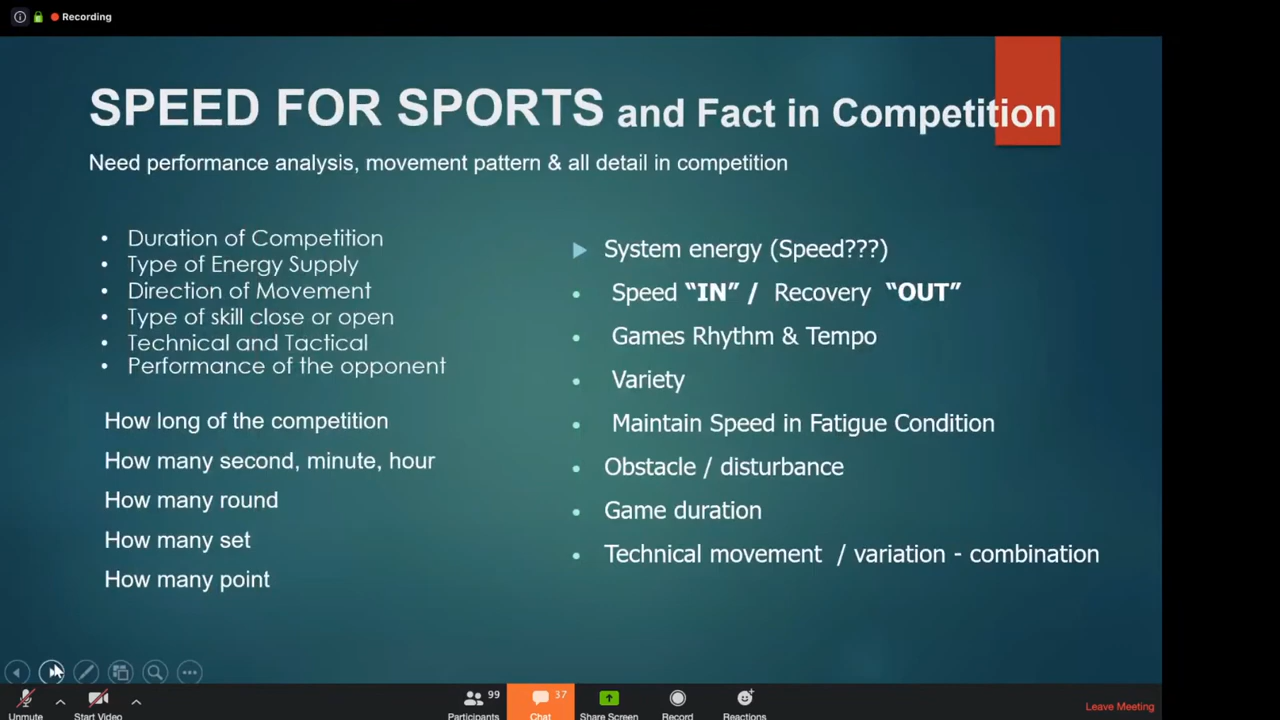 Recording
SPEED FOR SPORTS and Fact in Competition
Need performance analysis, movement pattern & all detail in competition
• Duration of Competition
• Type of Energy Supply
• Direction of Movement
• Type of skill close or open
• Technical and Tactical
• Performance of the opponent
How long of the competition
How many second, minute, hour
How many round
How many set
How many point
System energy (Speed???)
• Speed “IN” / Recovery “OUT”
• Games Rhythm & Tempo
• Variety
• Maintain Speed in Fatigue Condition
• Obstacle / disturbance
• Game duration
• Technical movement / variation - combination
Unmute
Start Video
99
Participants
37
Chat
Share Screen
Record
Reactions
Leave Meeting